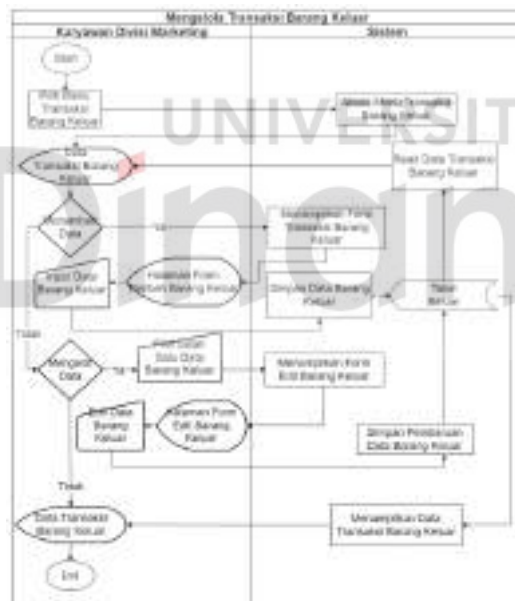 Mengelola Transaksi Barang Keluar
Karyawan Divisi Marketing
Sistem
Start
Pilih Menu
Transaksi
Barang Keluar
Transaksi
Barang Keluar
UNIVERSIT
Data
Transaksi Barang
Keluar
Read Data Transaksi
Barang Keluar
Dinam
Menambah
Data
Ya
Menampilkan Form
Transaksi Barang
Keluar
Input Data
Barang Keluar
Halaman Form
Barang Keluar
Simpan Data Barang
Keluar
Tabel
Tidak
Mengedit
Data
Ya
Pilih Salah
Satu Data
Barang Keluar
Menampilkan Form
Edit Barang Keluar
Edit Data
Barang
Keluar
Halaman Form
Edit Barang
Keluar
Simpan Pembaruan
Data Barang Keluar
Tidak
Data Transaksi
Barang Keluar
Menampilkan Data
Transaksi Barang Keluar
End